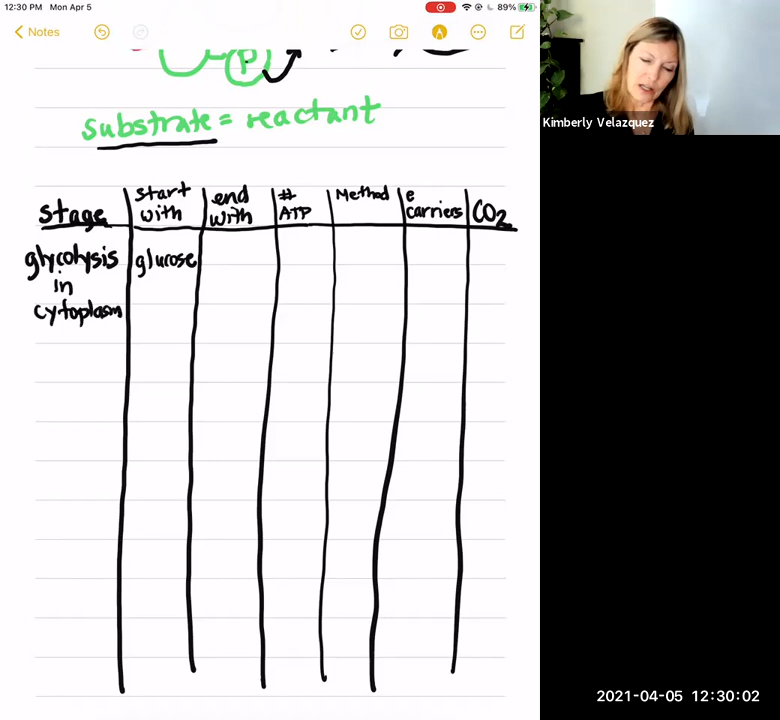 12:30 PM Mon Apr 5
89%
Notes
P
substrate = reactant
Kimberly Velazquez
stage
start with
end with
# ATP
Method
e carriers
CO2
glycolysis
in
cytoplasm
glucose
2021-04-05 12:30:02